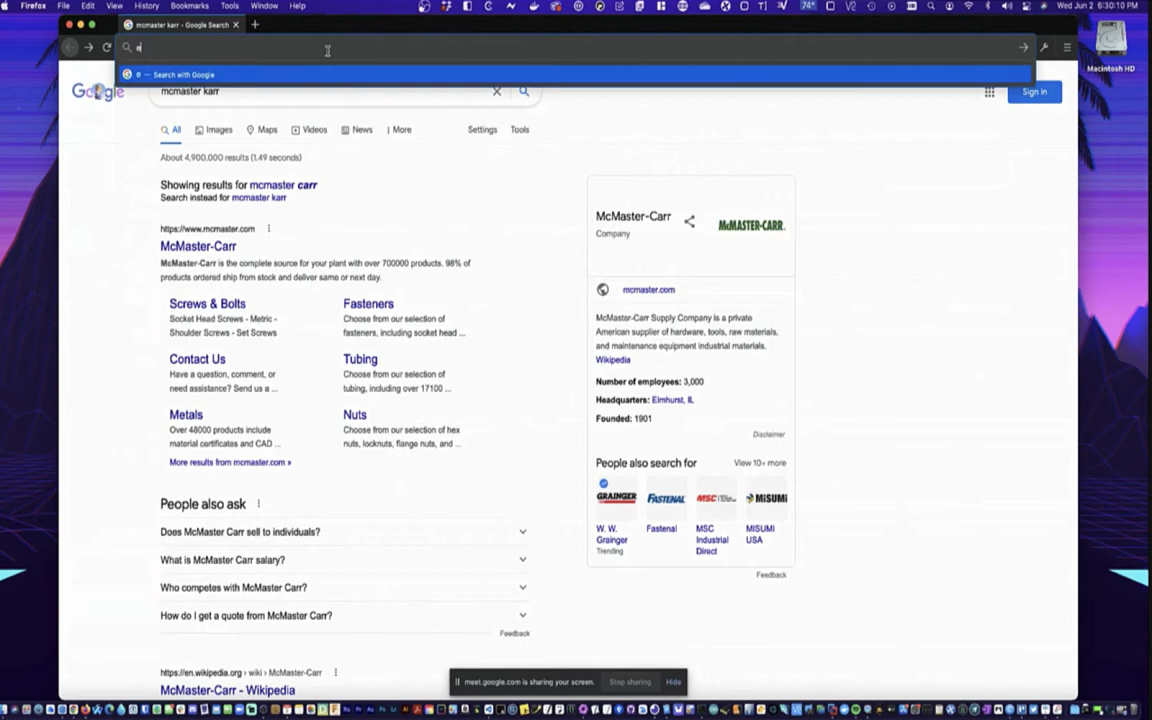 Firefox File Edit View History Bookmarks Tools Window Help
74°
Wed Jun 2 6:30:10 PM
mcmaster karr - Google Search
e
e — Search with Google
Macintosh HD
Google
mcmaster karr
Sign in
All Images Maps Videos News More Settings Tools
About 4,900,000 results (1.49 seconds)
Showing results for mcmaster carr
Search instead for mcmaster karr
https://www.mcmaster.com
McMaster-Carr
McMaster-Carr is the complete source for your plant with over 700000 products. 98% of
products ordered ship from stock and deliver same or next day.
Screws & Bolts
Socket Head Screws - Metric -
Shoulder Screws - Set Screws
Fasteners
Choose from our selection of
fasteners, including socket head ...
Contact Us
Have a question, comment, or
need assistance? Send us a ...
Tubing
Choose from our selection of
tubing, including over 17100 ...
Metals
Over 48000 products include
material certificates and CAD ...
Nuts
Choose from our selection of hex
nuts, locknuts, flange nuts, and ...
More results from mcmaster.com »
People also ask
Does McMaster Carr sell to individuals?
What is McMaster Carr salary?
Who competes with McMaster Carr?
How do I get a quote from McMaster Carr?
Feedback
https://en.wikipedia.org › wiki › McMaster-Carr
McMaster-Carr - Wikipedia
McMaster-Carr
Company
McMASTER-CARR.
mcmaster.com
McMaster-Carr Supply Company is a private
American supplier of hardware, tools, raw materials,
and maintenance equipment industrial materials.
Wikipedia
Number of employees: 3,000
Headquarters: Elmhurst, IL
Founded: 1901
Disclaimer
People also search for
View 10+ more
GRAINGER
FASTENAL
MSC
MISUMI
W. W.
Grainger
Trending
Fastenal
MSC
Industrial
Direct
MISUMI
USA
Feedback
meet.google.com is sharing your screen.
Stop sharing
Hide